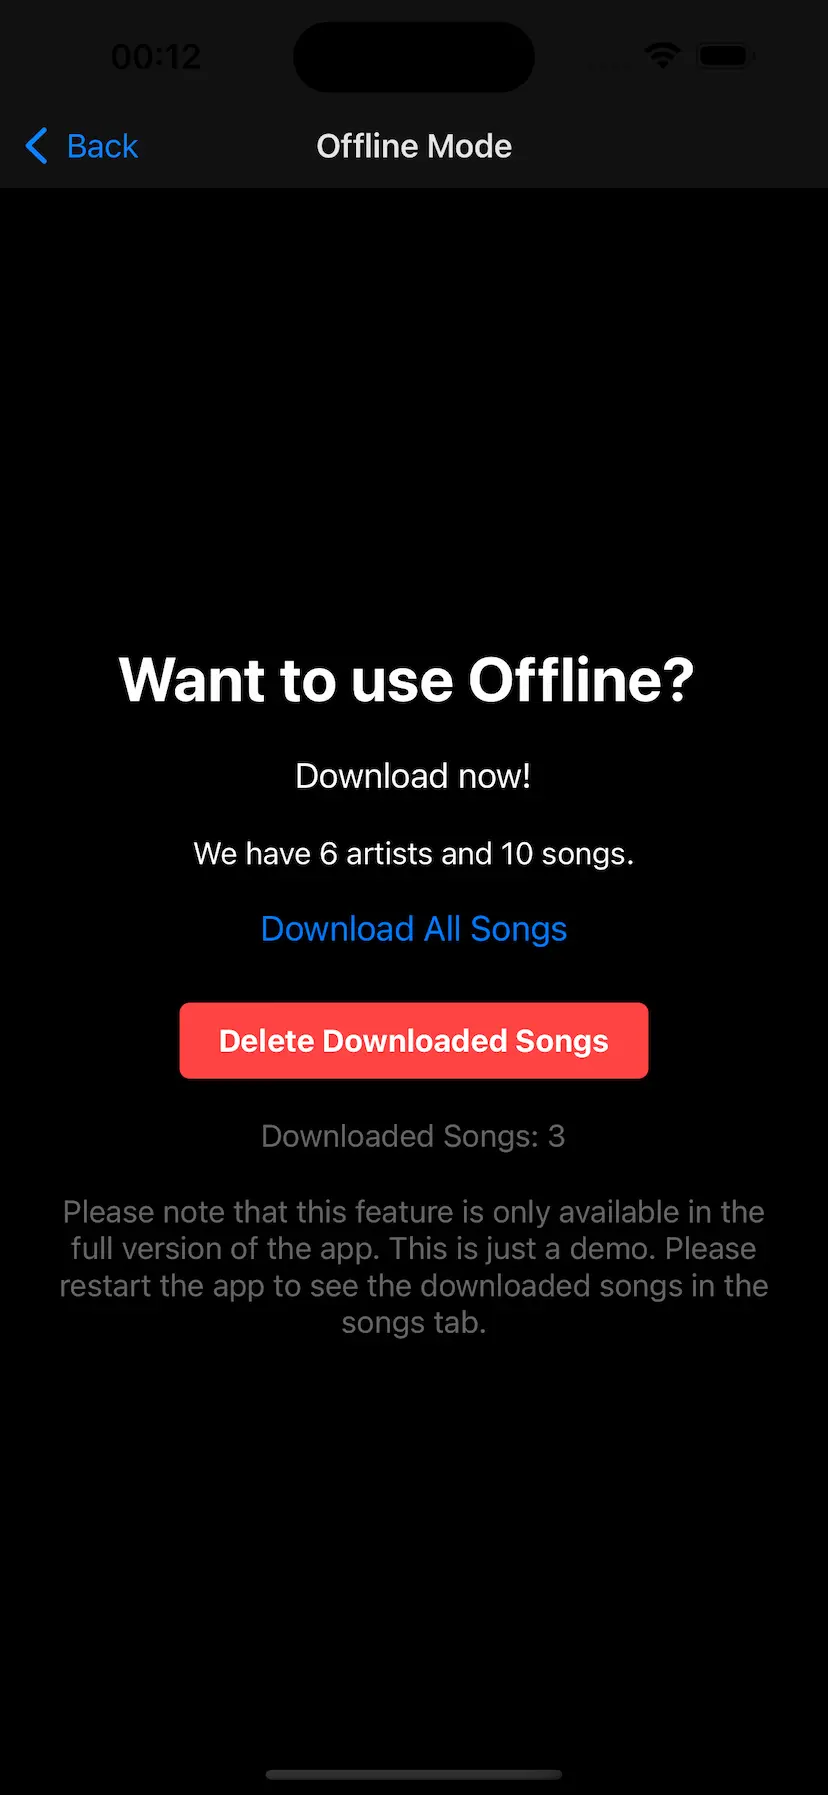 00:12
Back
Offline Mode
Want to use Offline?
Download now!
We have 6 artists and 10 songs.
Download All Songs
Delete Downloaded Songs
Downloaded Songs: 3
Please note that this feature is only available in the
full version of the app. This is just a demo. Please
restart the app to see the downloaded songs in the
songs tab.